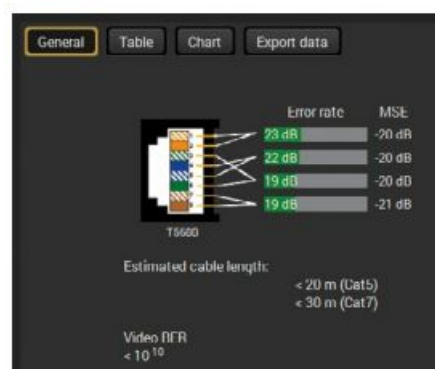 General Table Chart Export data
Error rate MSE
23 dB -20 dB
22 dB -20 dB
19 dB -20 dB
19 dB -21 dB
Estimated cable length:
< 20 m (Cat5)
< 30 m (Cat7)
Video BER
< 10 10